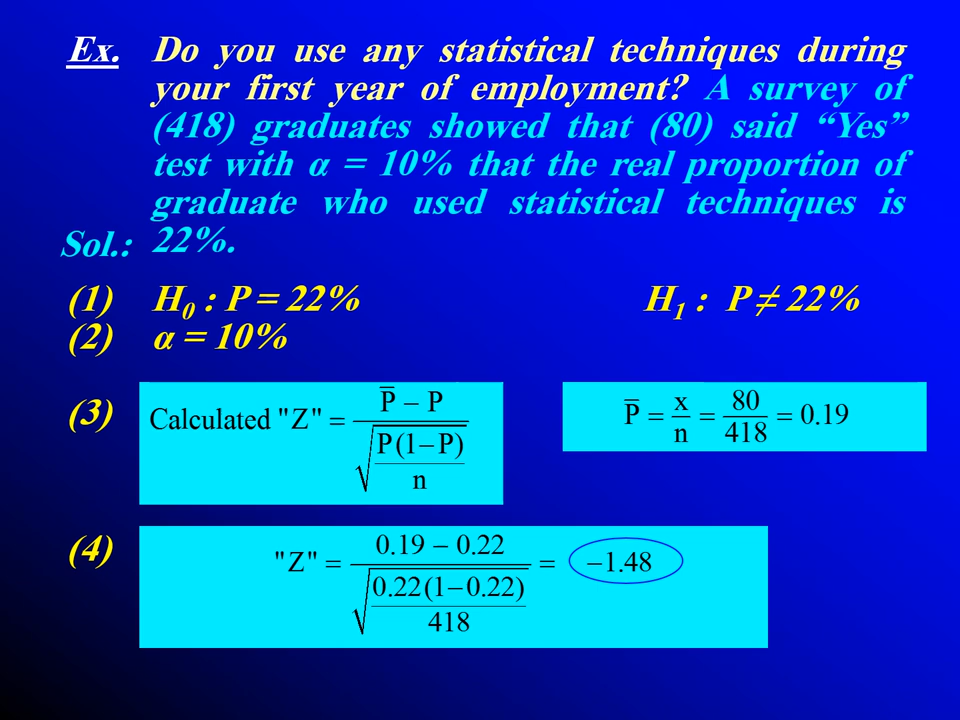 Ex. Do you use any statistical techniques during
your first year of employment? A survey of
(418) graduates showed that (80) said “Yes”
test with α = 10% that the real proportion of
graduate who used statistical techniques is
Sol.: 22%.
(1) H₀ : P = 22% H₁ : P ≠ 22%
(2) α = 10%
(3) Calculated "Z" = (P̅ − P) / √(P(1−P) / n) P̅ = x/n = 80/418 = 0.19
(4) "Z" = (0.19 − 0.22) / √(0.22(1−0.22) / 418) = −1.48